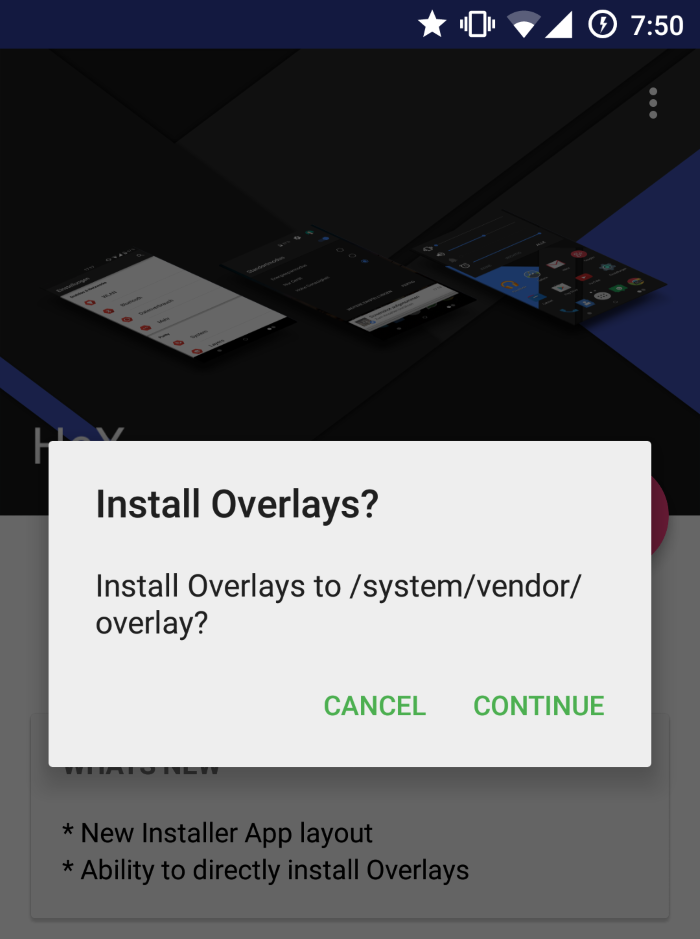 7:50
Install Overlays?
Install Overlays to /system/vendor/
overlay?
CANCEL CONTINUE
WHATS NEW
* New Installer App layout
* Ability to directly install Overlays